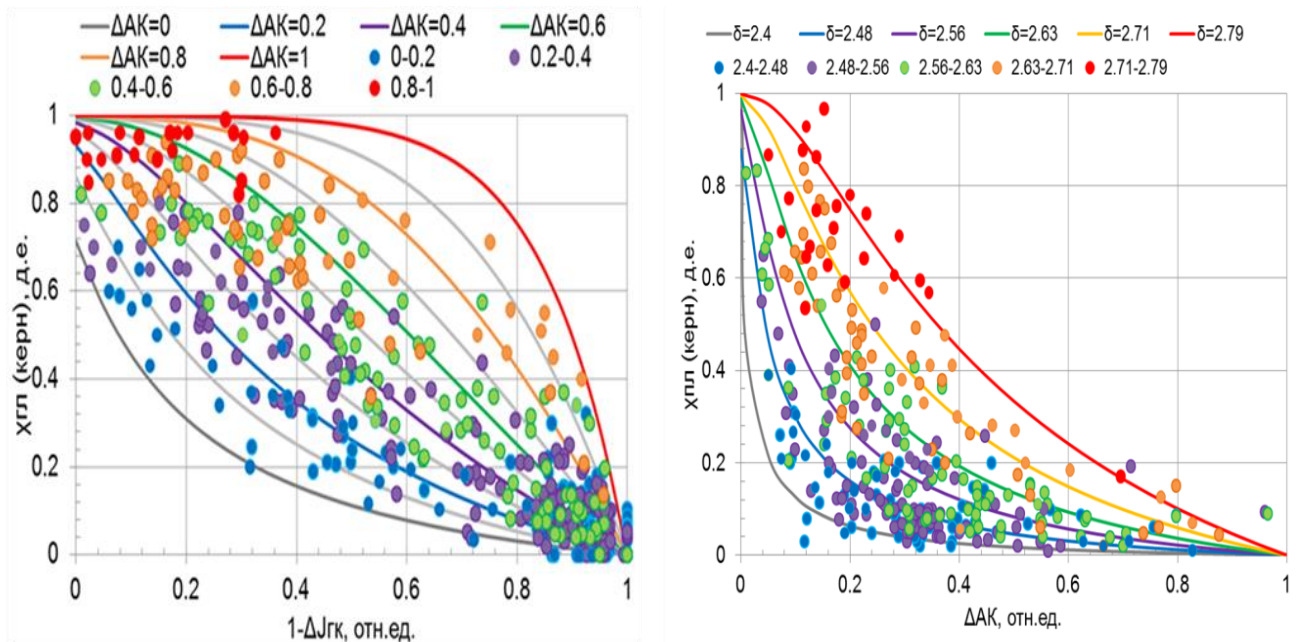 ΔАК=0 ΔАК=0.2 ΔАК=0.4 ΔАК=0.6
ΔАК=0.8 ΔАК=1 0-0.2 0.2-0.4
0.4-0.6 0.6-0.8 0.8-1
1
0.8
0.6
0.4
0.2
0
Хгл (керн), д.е.
0 0.2 0.4 0.6 0.8 1
1-ΔJгк, отн.ед.
δ=2.4 δ=2.48 δ=2.56 δ=2.63 δ=2.71 δ=2.79
2.4-2.48 2.48-2.56 2.56-2.63 2.63-2.71 2.71-2.79
1
0.8
0.6
0.4
0.2
0
Хпл (керн), д.е.
0 0.2 0.4 0.6 0.8 1
ΔАК, отн.ед.